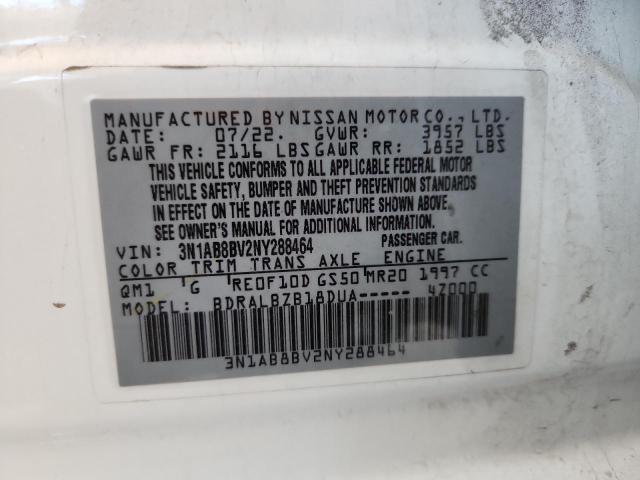 MANUFACTURED BY NISSAN MOTOR CO., LTD.
DATE: 07/22. GVWR: 3957 LBS
GAWR FR: 2116 LBS GAWR RR: 1852 LBS
THIS VEHICLE CONFORMS TO ALL APPLICABLE FEDERAL MOTOR
VEHICLE SAFETY, BUMPER AND THEFT PREVENTION STANDARDS
IN EFFECT ON THE DATE OF MANUFACTURE SHOWN ABOVE.
SEE OWNER'S MANUAL FOR ADDITIONAL INFORMATION.
VIN: 3N1AB8BV2NY288464 PASSENGER CAR.
COLOR TRIM TRANS AXLE ENGINE
QM1 G RE0F10D GS50 MR20 1997 CC
MODEL: BDRALBZB18DUA----- 4Z000
3N1AB8BV2NY288464